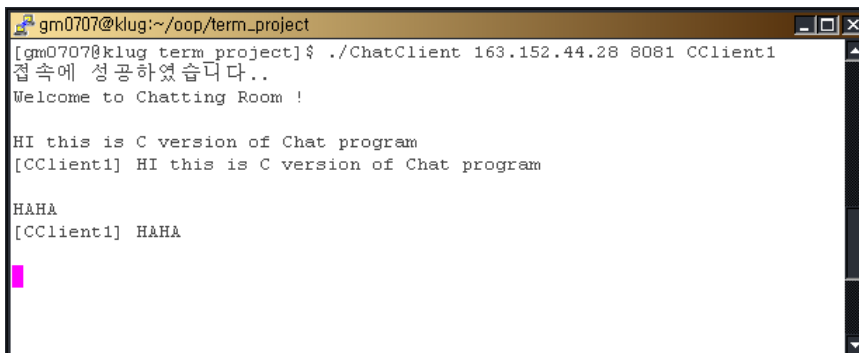 gm0707@klug:~/oop/term_project
[gm0707@klug term_project]$ ./ChatClient 163.152.44.28 8081 CClient1
접속에 성공하였습니다..
Welcome to Chatting Room !
HI this is C version of Chat program
[CClient1] HI this is C version of Chat program
HAHA
[CClient1] HAHA